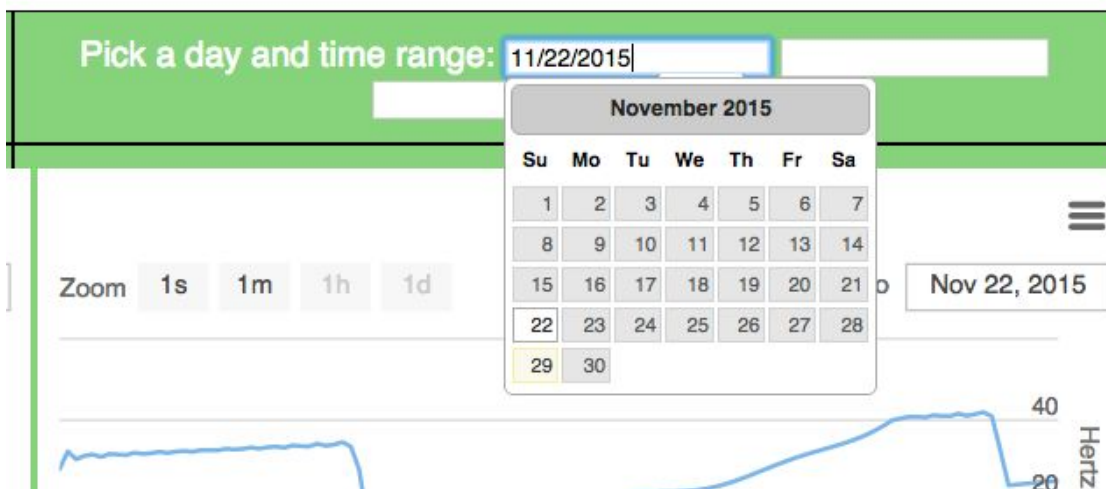 Pick a day and time range: 11/22/2015
November 2015
Su Mo Tu We Th Fr Sa
1 2 3 4 5 6 7
8 9 10 11 12 13 14
15 16 17 18 19 20 21
22 23 24 25 26 27 28
29 30
Zoom 1s 1m 1h 1d
o Nov 22, 2015
40
20
Hertz